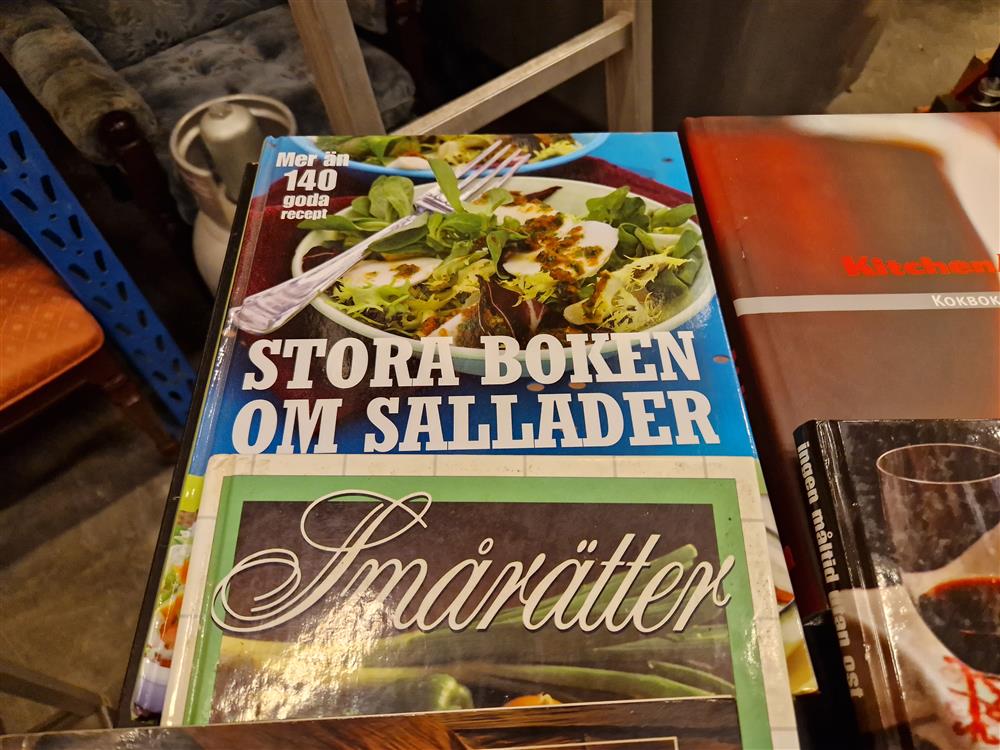 Mer än
140
goda
recept
STORA BOKEN
OM SALLADER
Smårätter
Kitchen
KOKBOK
ingen måltid utan ost